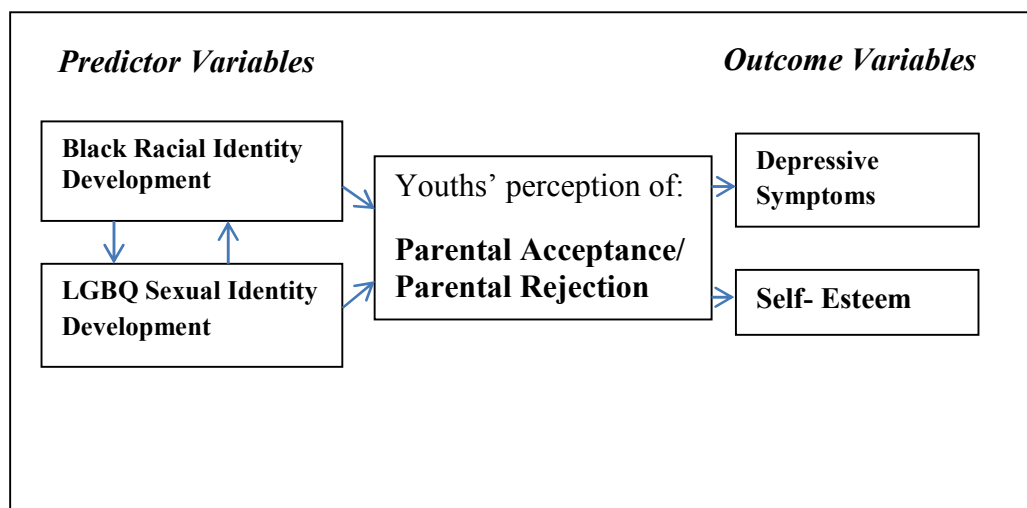 Predictor Variables
Outcome Variables
Black Racial Identity
Development
LGBQ Sexual Identity
Development
Youths’ perception of:
Parental Acceptance/
Parental Rejection
Depressive
Symptoms
Self- Esteem